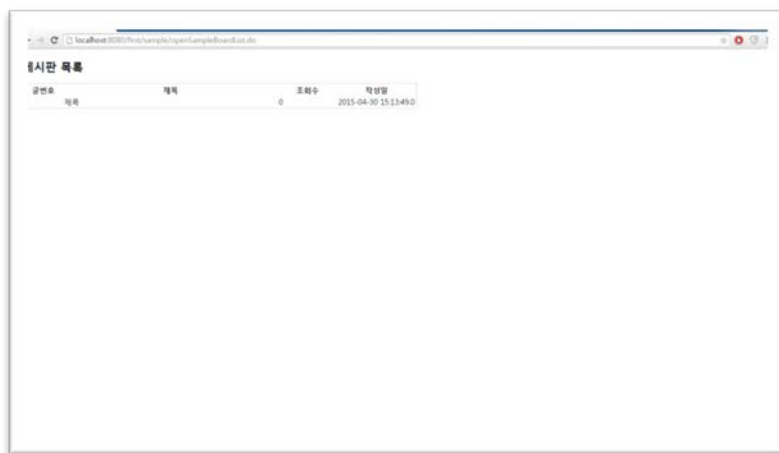 localhost:8080/first/sample/openSampleBoardList.do
게시판 목록
글번호 제목 조회수 작성일
제목 0 2015-04-30 15:13:49.0